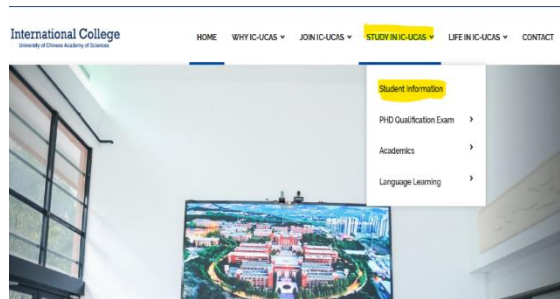 International College
University of Chinese Academy of Sciences
HOME WHY IC-UCAS JOIN IC-UCAS STUDY IN IC-UCAS LIFE IN IC-UCAS CONTACT
Student Information
PHD Qualification Exam
Academics
Language Learning